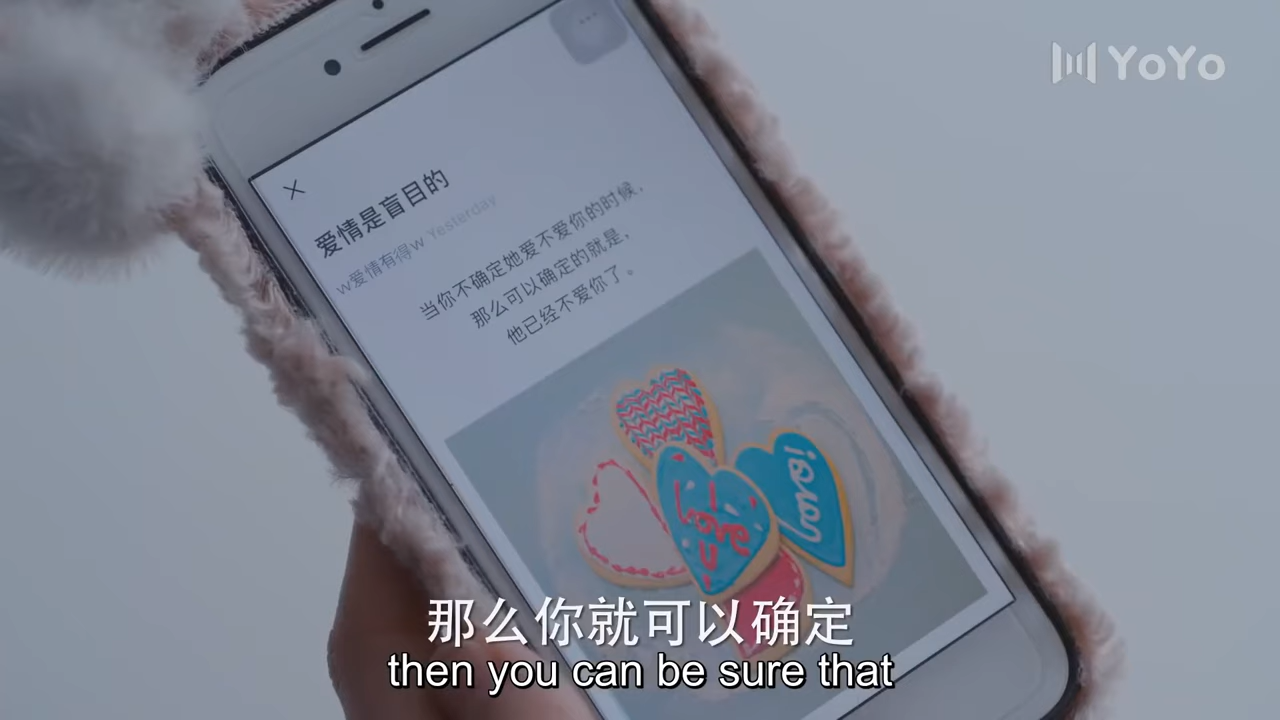 YoYo
爱情是盲目的
w爱情有得w Yesterday
当你不确定她爱不爱你的时候，
那么可以确定的就是，
他已经不爱你了。
那么你就可以确定
then you can be sure that